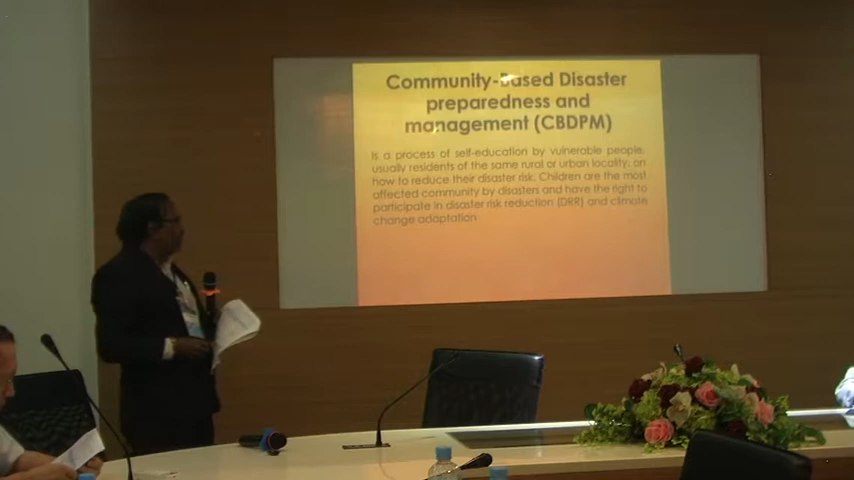 Community-Based Disaster
preparedness and
management (CBDPM)
Is a process of self-education by vulnerable people,
usually residents of the same rural or urban locality, on
how to reduce their disaster risk. Children are the most
affected community by disasters and have the right to
participate in disaster risk reduction (DRR) and climate
change adaptation